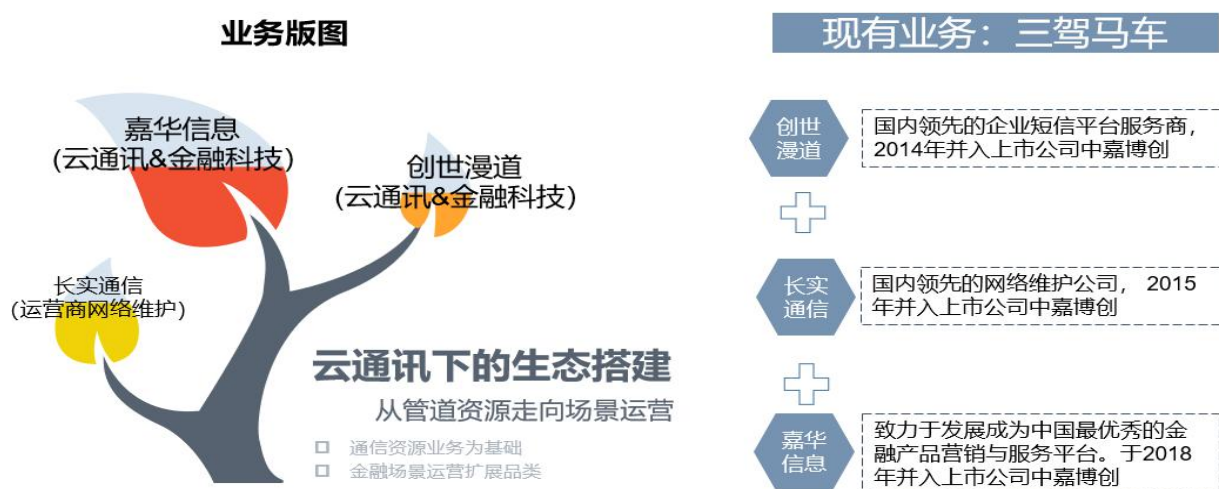 业务版图
嘉华信息
(云通讯&金融科技)
创世漫道
(云通讯&金融科技)
长实通信
(运营商网络维护)
云通讯下的生态搭建
从管道资源走向场景运营
通信资源业务为基础
金融场景运营扩展品类
现有业务：三驾马车
创世
漫道
国内领先的企业短信平台服务商，
2014年并入上市公司中嘉博创
长实
通信
国内领先的网络维护公司， 2015
年并入上市公司中嘉博创
嘉华
信息
致力于发展成为中国最优秀的金
融产品营销与服务平台。于2018
年并入上市公司中嘉博创